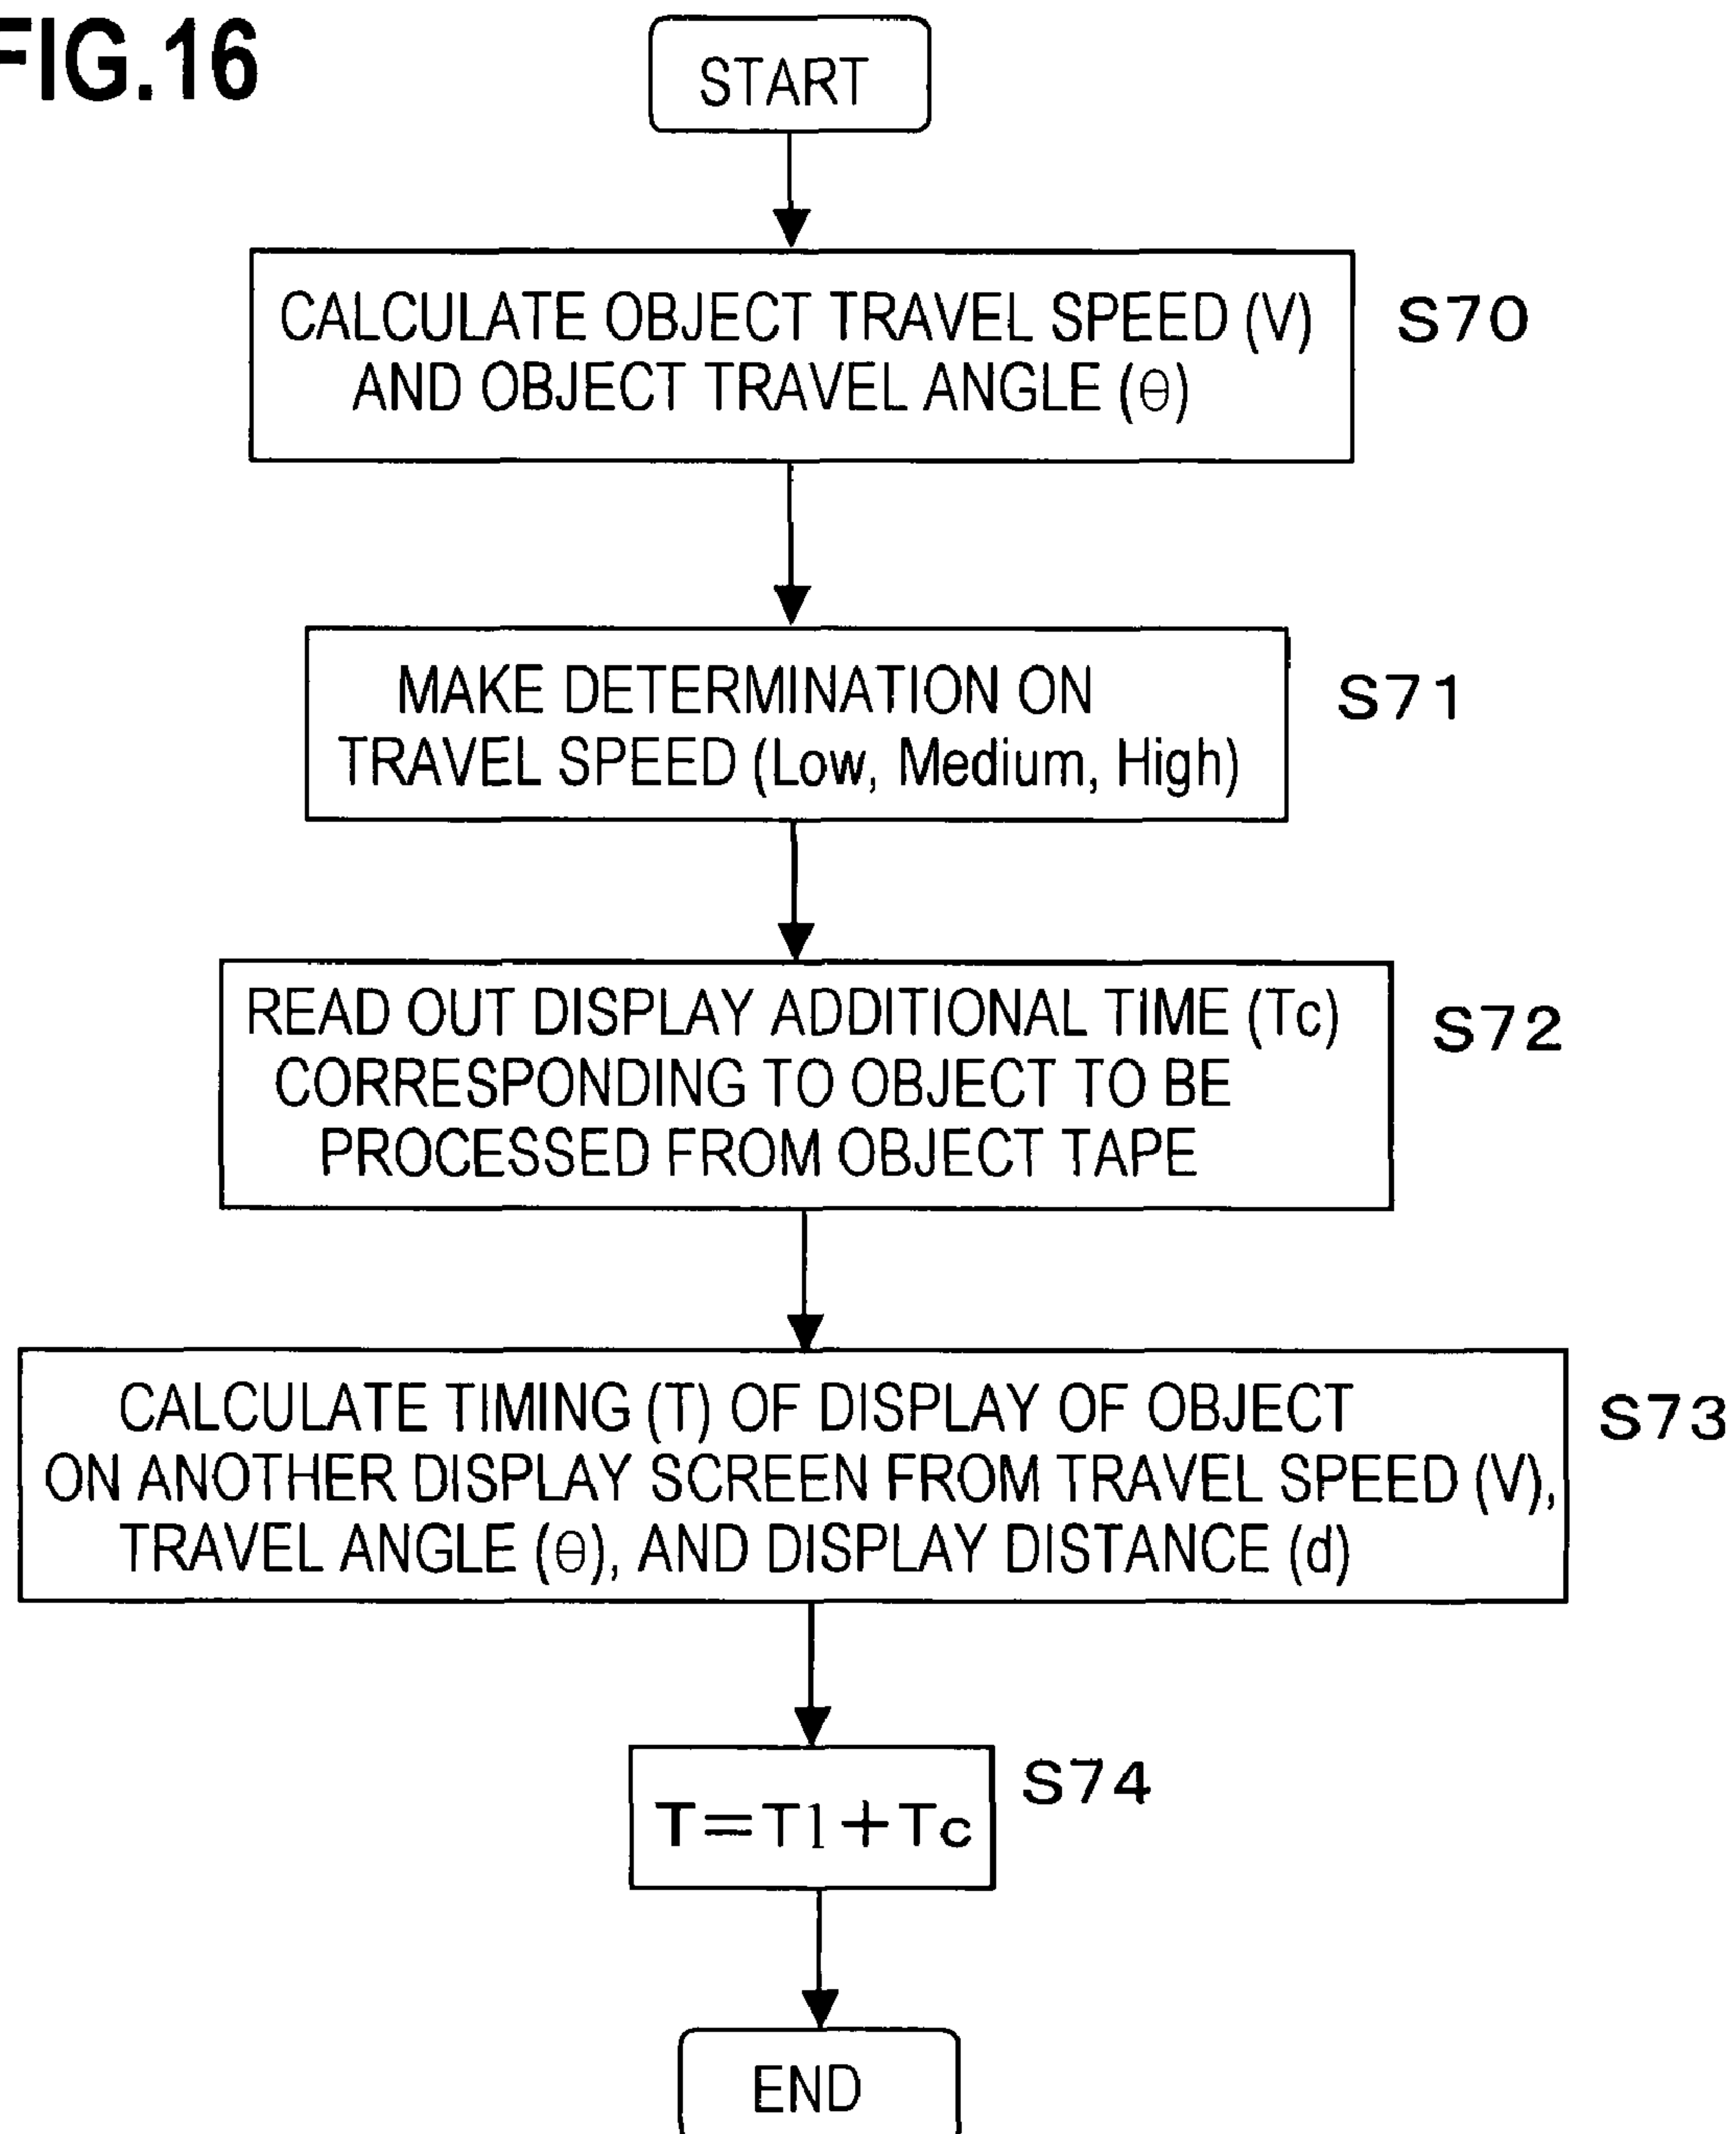 FIG.16
START
CALCULATE OBJECT TRAVEL SPEED (V)
AND OBJECT TRAVEL ANGLE (θ)
S70
MAKE DETERMINATION ON
TRAVEL SPEED (Low, Medium, High)
S71
READ OUT DISPLAY ADDITIONAL TIME (Tc)
CORRESPONDING TO OBJECT TO BE
PROCESSED FROM OBJECT TAPE
S72
CALCULATE TIMING (T) OF DISPLAY OF OBJECT
ON ANOTHER DISPLAY SCREEN FROM TRAVEL SPEED (V),
TRAVEL ANGLE (θ), AND DISPLAY DISTANCE (d)
S73
T=T1+Tc
S74
END